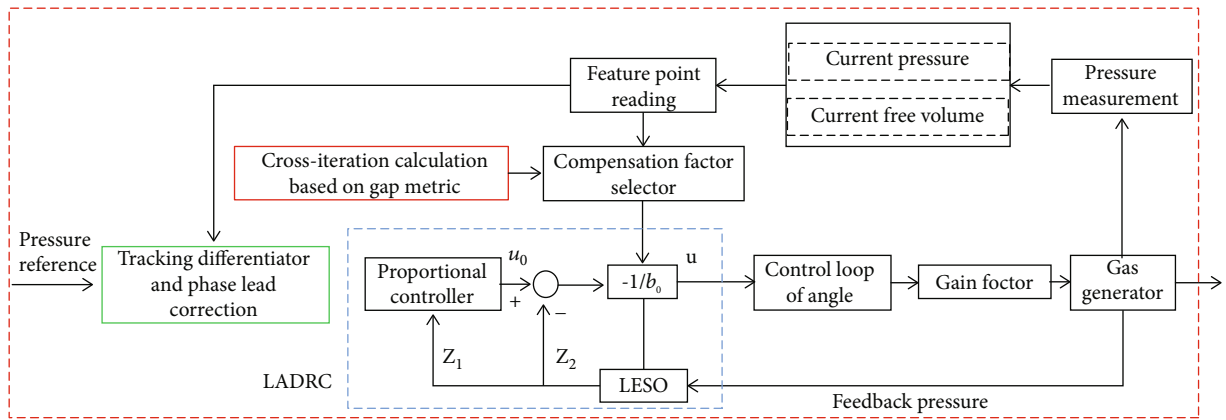 Current pressure
Current free volume
Feature point
reading
Pressure
measurement
Cross-iteration calculation
based on gap metric
Compensation factor
selector
Pressure
reference
Tracking differentiator
and phase lead
correction
Proportional
controller
u₀
+
−
-1/b₀
u
Control loop
of angle
Gain foctor
Gas
generator
Z₁
Z₂
LESO
LADRC
Feedback pressure